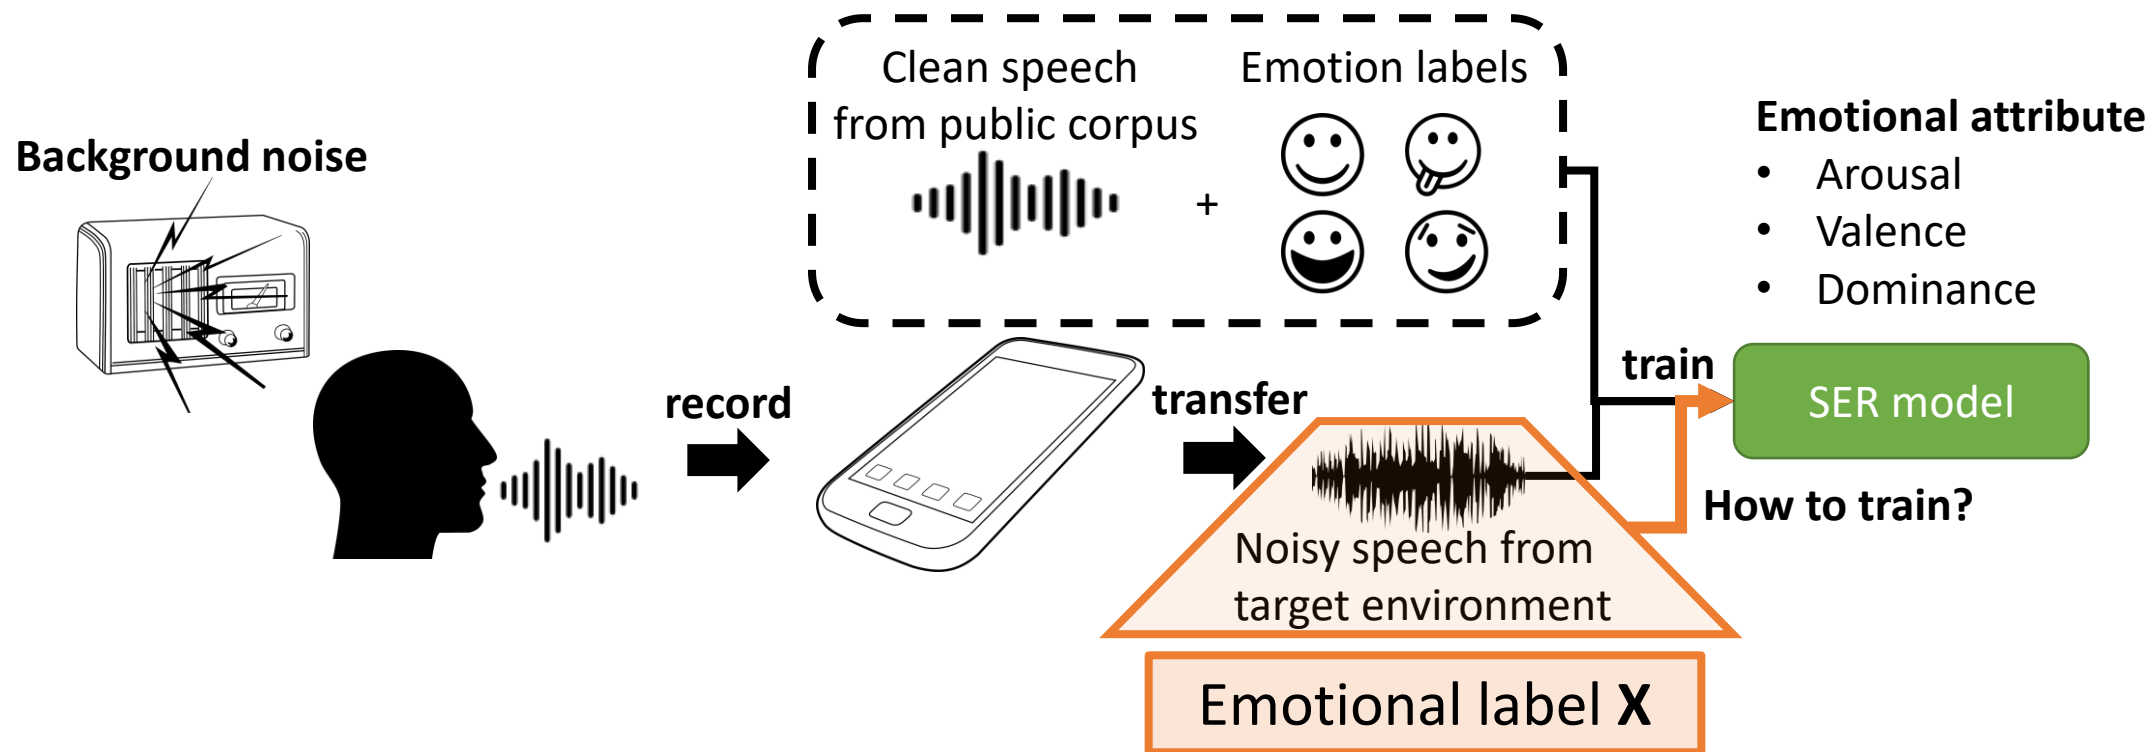 Background noise
Clean speech
from public corpus
+
Emotion labels
Emotional attribute
• Arousal
• Valence
• Dominance
record
transfer
train
SER model
How to train?
Noisy speech from
target environment
Emotional label X